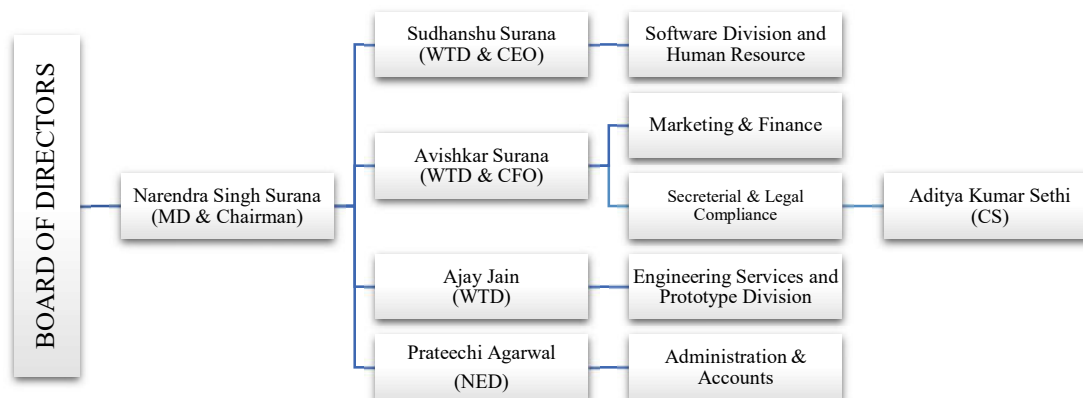 BOARD OF DIRECTORS
Narendra Singh Surana
(MD & Chairman)
Sudhanshu Surana
(WTD & CEO)
Software Division and
Human Resource
Avishkar Surana
(WTD & CFO)
Marketing & Finance
Secreterial & Legal
Compliance
Aditya Kumar Sethi
(CS)
Ajay Jain
(WTD)
Engineering Services and
Prototype Division
Prateechi Agarwal
(NED)
Administration &
Accounts